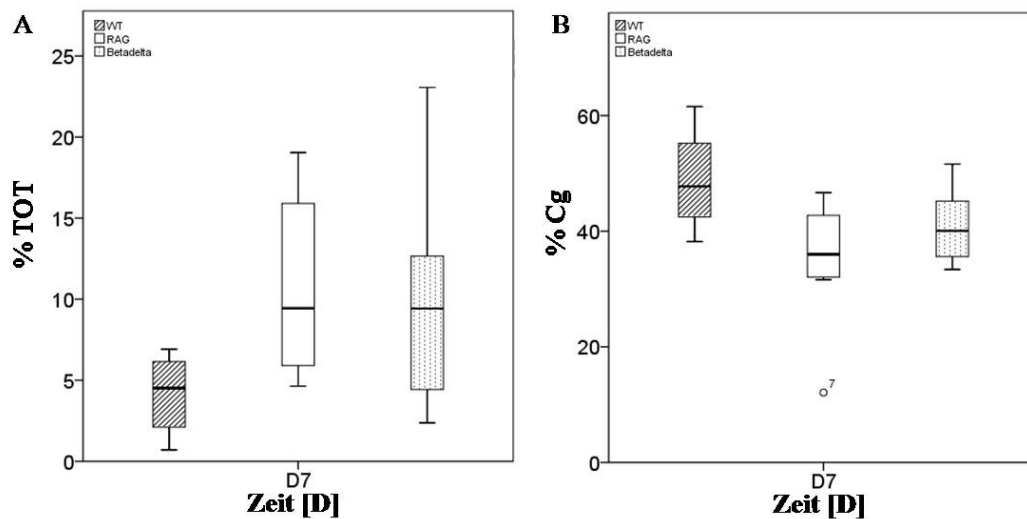 A
WT
RAG
Betadelta
% TOT
25
20
15
10
5
0
D7
Zeit [D]
B
WT
RAG
Betadelta
% Cg
60
40
20
0
7
D7
Zeit [D]